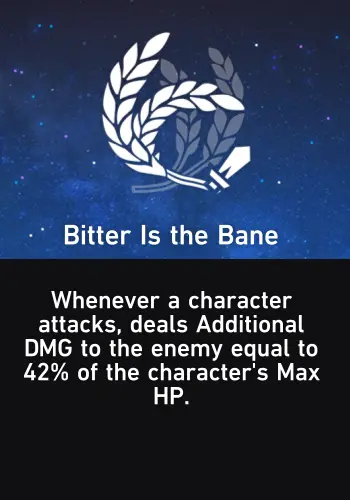 Bitter Is the Bane
Whenever a character
attacks, deals Additional
DMG to the enemy equal to
42% of the character's Max
HP.